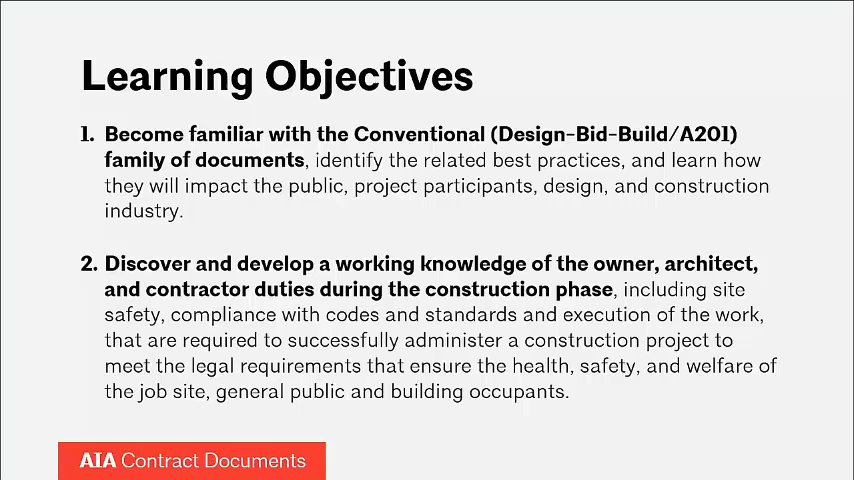 Learning Objectives
1. Become familiar with the Conventional (Design-Bid-Build/A201)
family of documents, identify the related best practices, and learn how
they will impact the public, project participants, design, and construction
industry.
2. Discover and develop a working knowledge of the owner, architect,
and contractor duties during the construction phase, including site
safety, compliance with codes and standards and execution of the work,
that are required to successfully administer a construction project to
meet the legal requirements that ensure the health, safety, and welfare of
the job site, general public and building occupants.
AIA Contract Documents